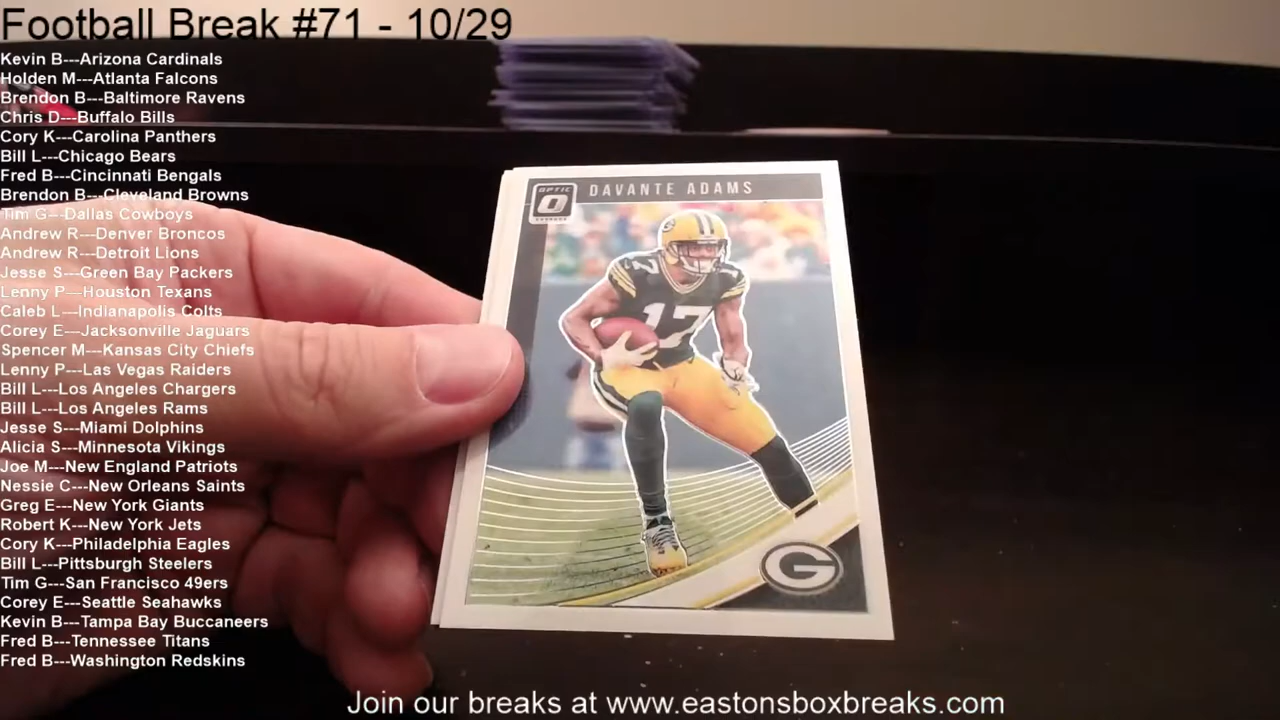 Football Break #71 - 10/29
Kevin B---Arizona Cardinals
Holden M---Atlanta Falcons
Brendon B---Baltimore Ravens
Chris D---Buffalo Bills
Cory K---Carolina Panthers
Bill L---Chicago Bears
Fred B---Cincinnati Bengals
Brendon B---Cleveland Browns
Tim G---Dallas Cowboys
Andrew R---Denver Broncos
Andrew R---Detroit Lions
Jesse S---Green Bay Packers
Lenny P---Houston Texans
Caleb L---Indianapolis Colts
Corey E---Jacksonville Jaguars
Spencer M---Kansas City Chiefs
Lenny P---Las Vegas Raiders
Bill L---Los Angeles Chargers
Bill L---Los Angeles Rams
Jesse S---Miami Dolphins
Alicia S---Minnesota Vikings
Joe M---New England Patriots
Nessie C---New Orleans Saints
Greg E---New York Giants
Robert K---New York Jets
Cory K---Philadelphia Eagles
Bill L---Pittsburgh Steelers
Tim G---San Francisco 49ers
Corey E---Seattle Seahawks
Kevin B---Tampa Bay Buccaneers
Fred B---Tennessee Titans
Fred B---Washington Redskins
OPTIC
O
DAVANTE ADAMS
G
17
17
G
Join our breaks at www.eastonsboxbreaks.com